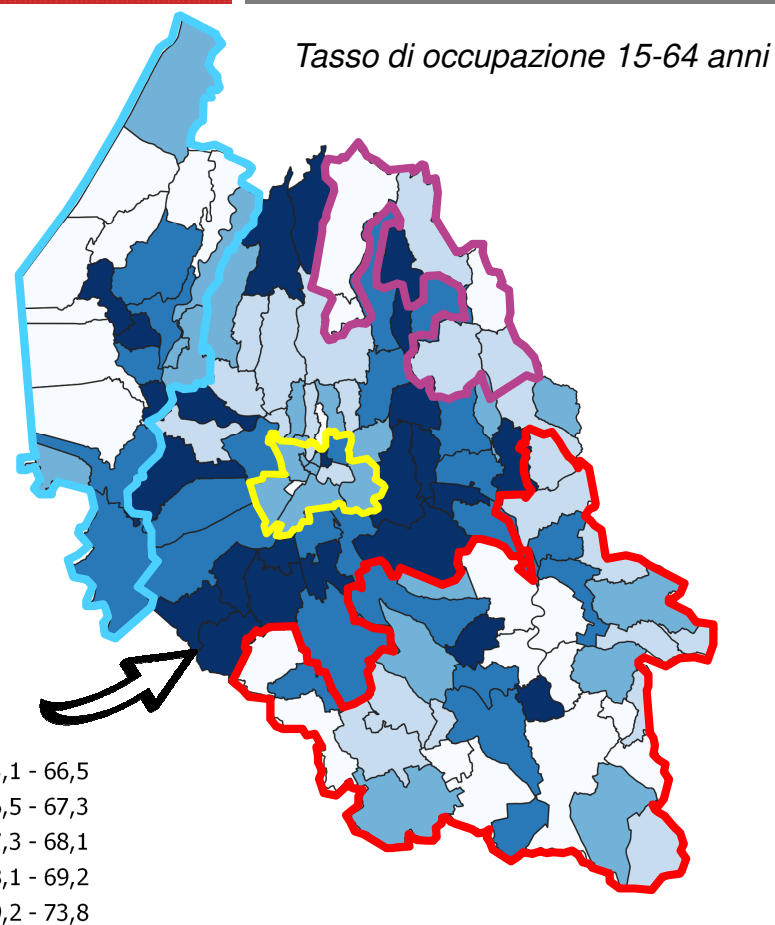 Tasso di occupazione 15-64 anni
,1 - 66,5
,5 - 67,3
,3 - 68,1
,1 - 69,2
,2 - 73,8